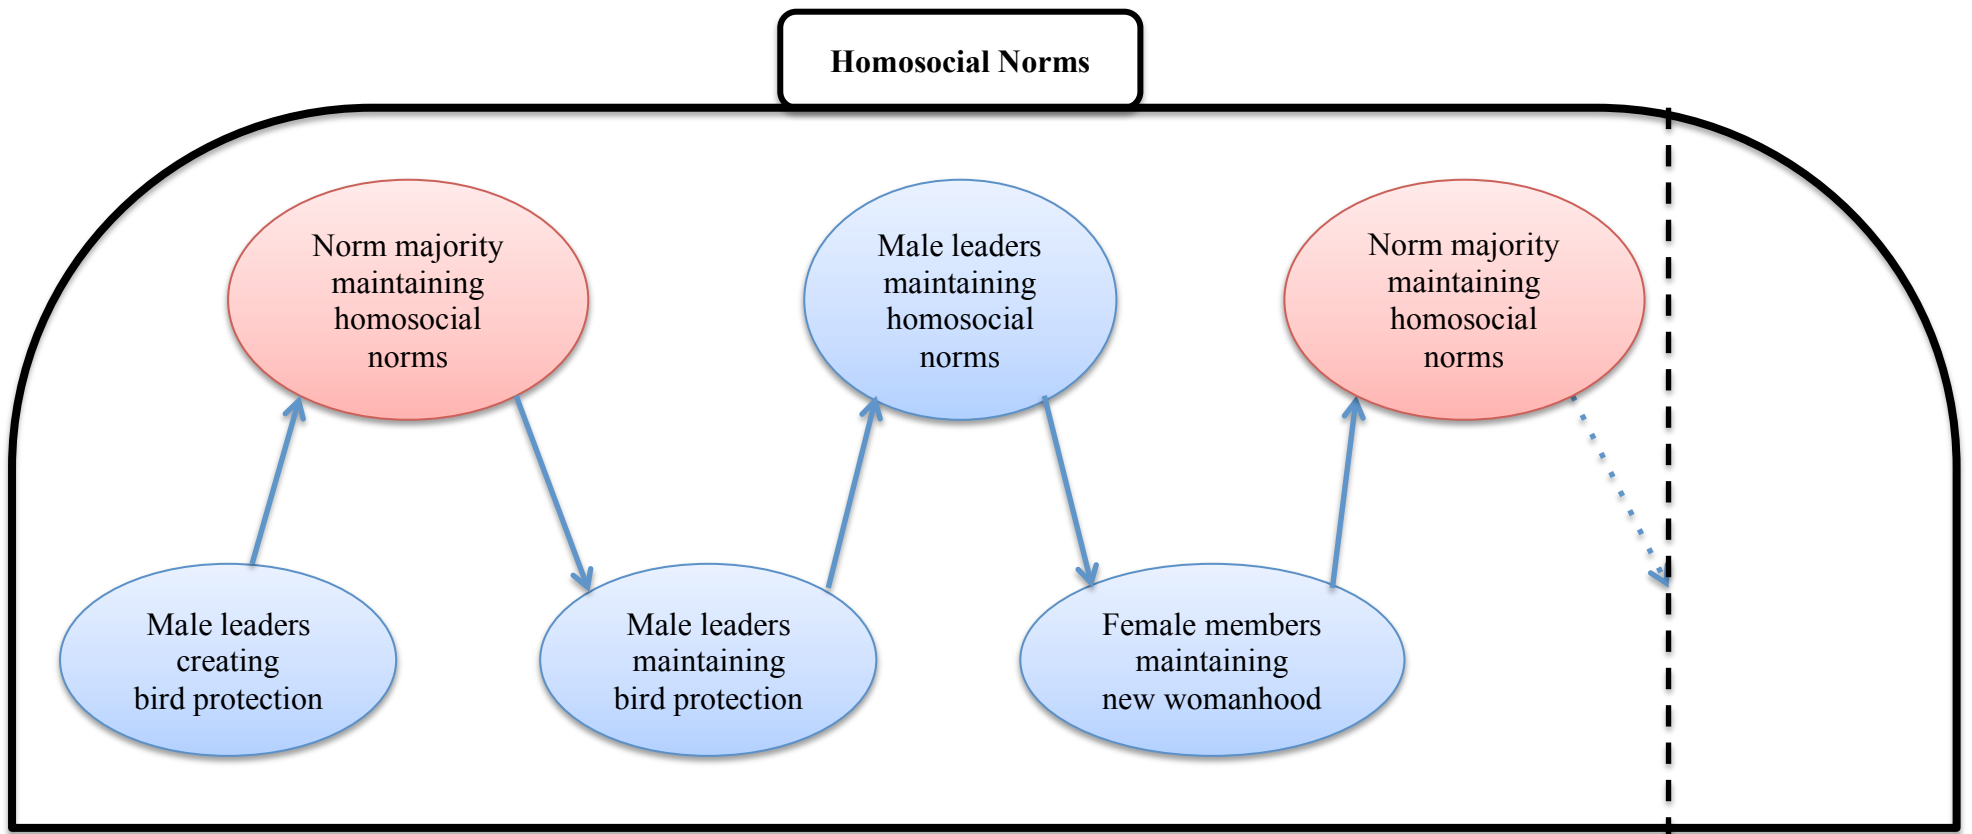 Homosocial Norms
Norm majority
maintaining
homosocial
norms
Male leaders
maintaining
homosocial
norms
Norm majority
maintaining
homosocial
norms
Male leaders
creating
bird protection
Male leaders
maintaining
bird protection
Female members
maintaining
new womanhood